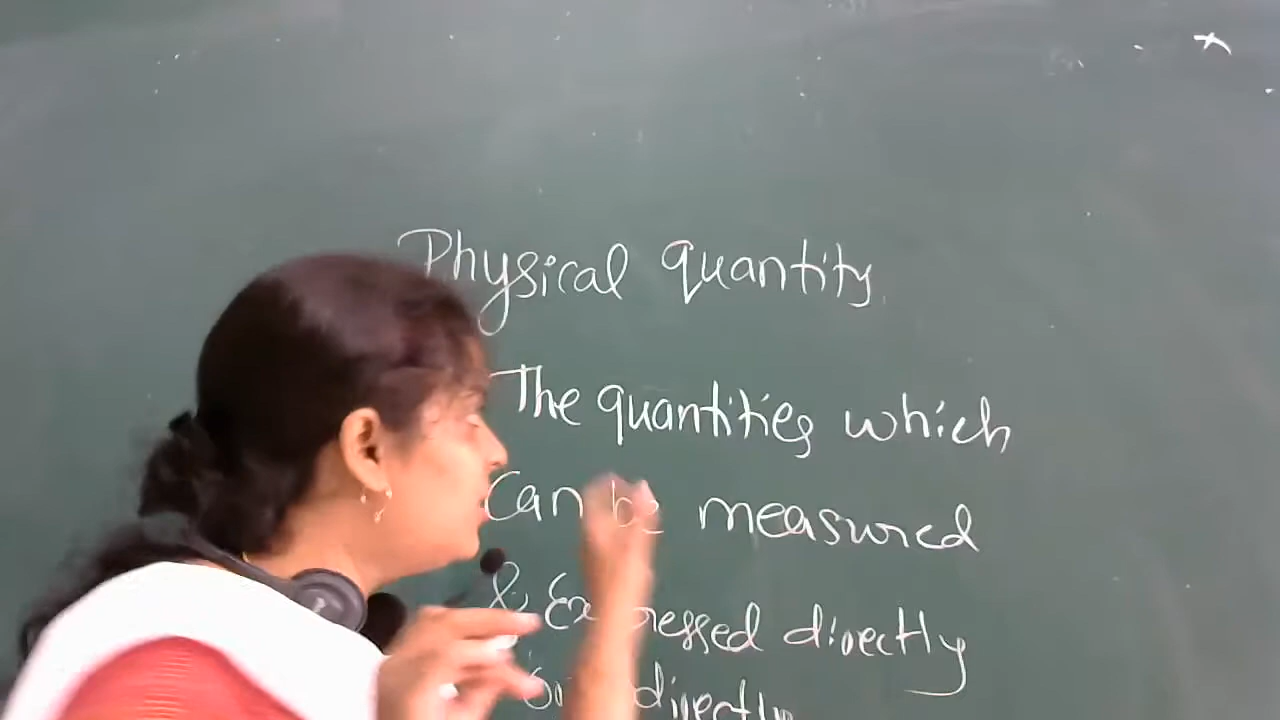 Physical quantity
The quantities which
Can be measured
& Expressed directly